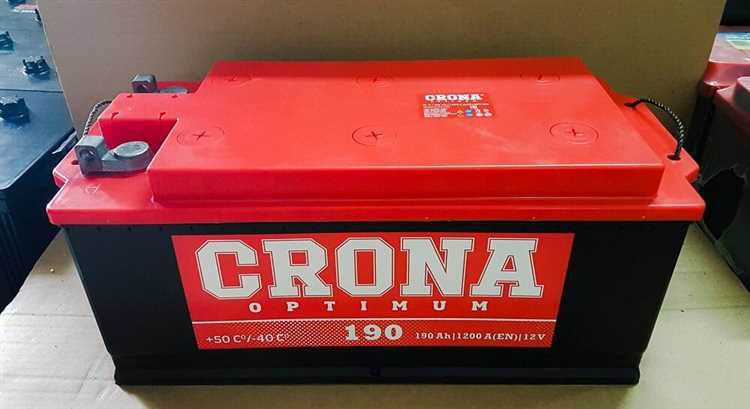 CRONA
CRONA
OPTIMUM
+50 C°/-40 C° 190 190 Ah|1200 A(EN)|12V